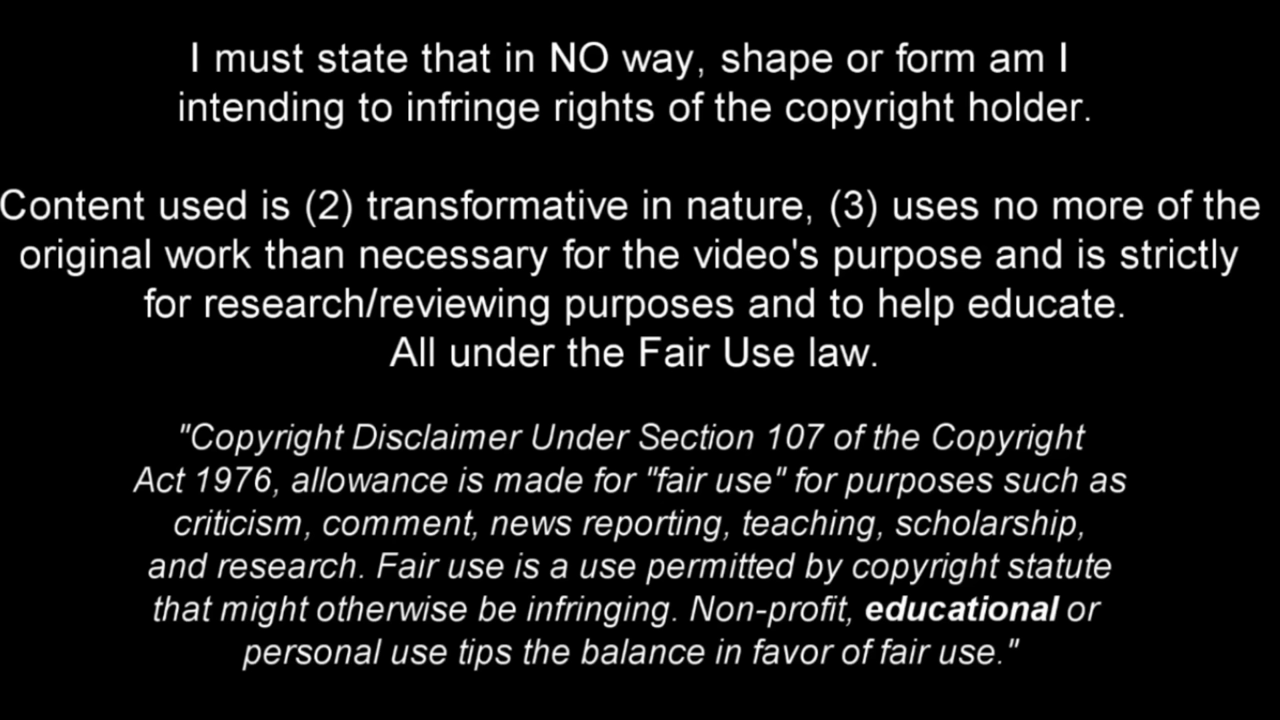 I must state that in NO way, shape or form am I
intending to infringe rights of the copyright holder.
Content used is (2) transformative in nature, (3) uses no more of the
original work than necessary for the video's purpose and is strictly
for research/reviewing purposes and to help educate.
All under the Fair Use law.
"Copyright Disclaimer Under Section 107 of the Copyright
Act 1976, allowance is made for "fair use" for purposes such as
criticism, comment, news reporting, teaching, scholarship,
and research. Fair use is a use permitted by copyright statute
that might otherwise be infringing. Non-profit, educational or
personal use tips the balance in favor of fair use."